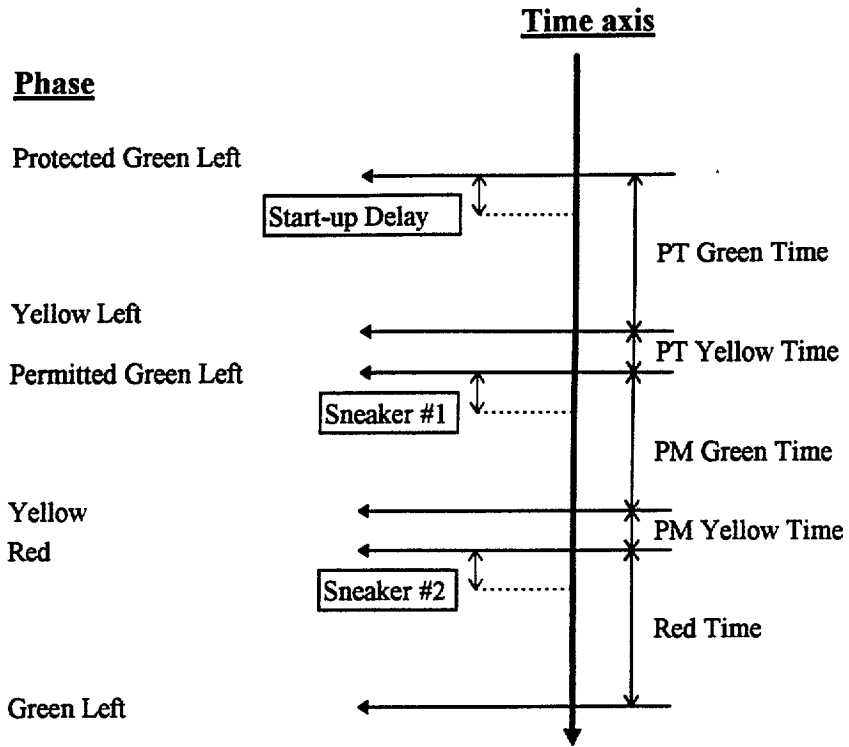 Time axis
Phase
Protected Green Left
Start-up Delay
PT Green Time
Yellow Left
PT Yellow Time
Permitted Green Left
Sneaker #1
PM Green Time
Yellow
PM Yellow Time
Red
Sneaker #2
Red Time
Green Left